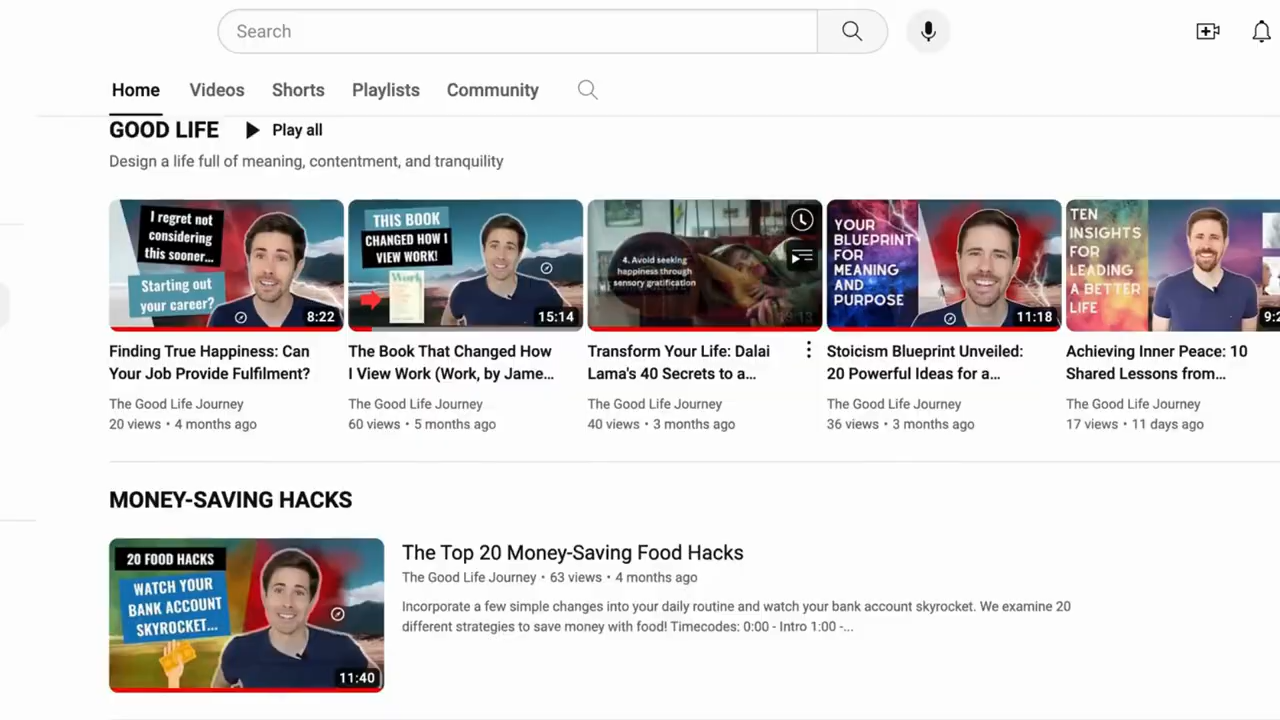 Search
Home Videos Shorts Playlists Community
GOOD LIFE Play all
Design a life full of meaning, contentment, and tranquility
I regret not
considering
this sooner...
Starting out
your career?
8:22
THIS BOOK
CHANGED HOW I
VIEW WORK!
Work
15:14
4. Avoid seeking
happiness through
sensory gratification
YOUR
BLUEPRINT
FOR
MEANING
AND
PURPOSE
11:18
TEN
INSIGHTS
FOR
LEADING
A BETTER
LIFE
9:2
Finding True Happiness: Can
Your Job Provide Fulfilment?
The Good Life Journey
20 views • 4 months ago
The Book That Changed How
I View Work (Work, by Jame...
The Good Life Journey
60 views • 5 months ago
Transform Your Life: Dalai
Lama's 40 Secrets to a...
The Good Life Journey
40 views • 3 months ago
Stoicism Blueprint Unveiled:
20 Powerful Ideas for a...
The Good Life Journey
36 views • 3 months ago
Achieving Inner Peace: 10
Shared Lessons from...
The Good Life Journey
17 views • 11 days ago
MONEY-SAVING HACKS
20 FOOD HACKS
WATCH YOUR
BANK ACCOUNT
SKYROCKET...
11:40
The Top 20 Money-Saving Food Hacks
The Good Life Journey • 63 views • 4 months ago
Incorporate a few simple changes into your daily routine and watch your bank account skyrocket. We examine 20
different strategies to save money with food! Timecodes: 0:00 - Intro 1:00 -...